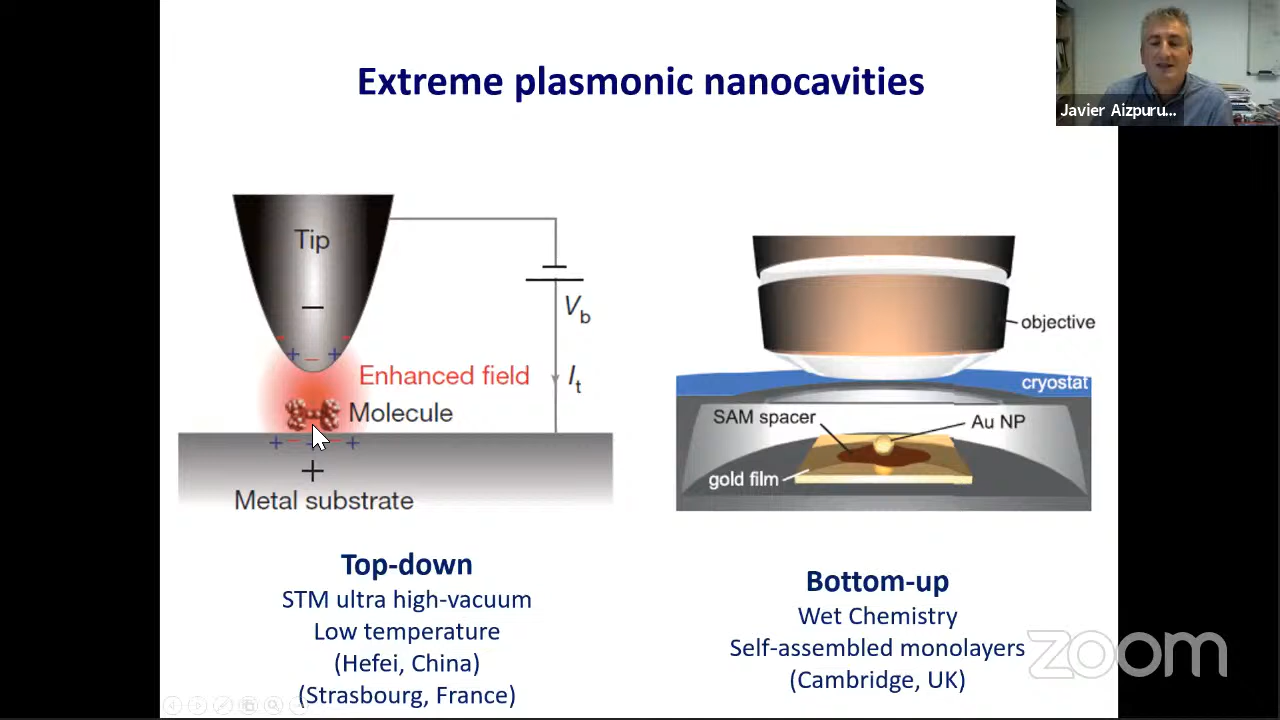 Extreme plasmonic nanocavities
Javier Aizpuru...
Tip
−
+ − +
Enhanced field
Molecule
Vb
It
+ − + − +
+
Metal substrate
objective
cryostat
SAM spacer
Au NP
gold film
Top-down
STM ultra high-vacuum
Low temperature
(Hefei, China)
(Strasbourg, France)
Bottom-up
Wet Chemistry
Self-assembled monolayers
(Cambridge, UK)
zoom